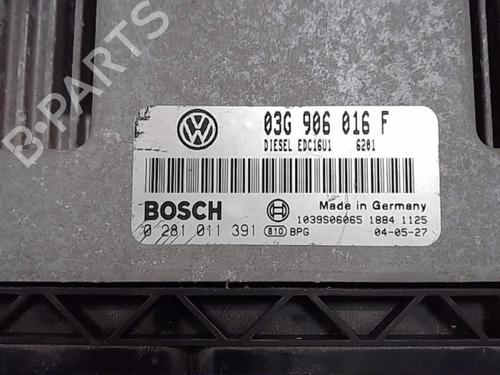 B-PARTS
03G 906 016 F
DIESEL EDC16U1 6201
BOSCH
Made in Germany
1039S06065 1884 1125
0 281 011 391 810 BPG 04-05-27